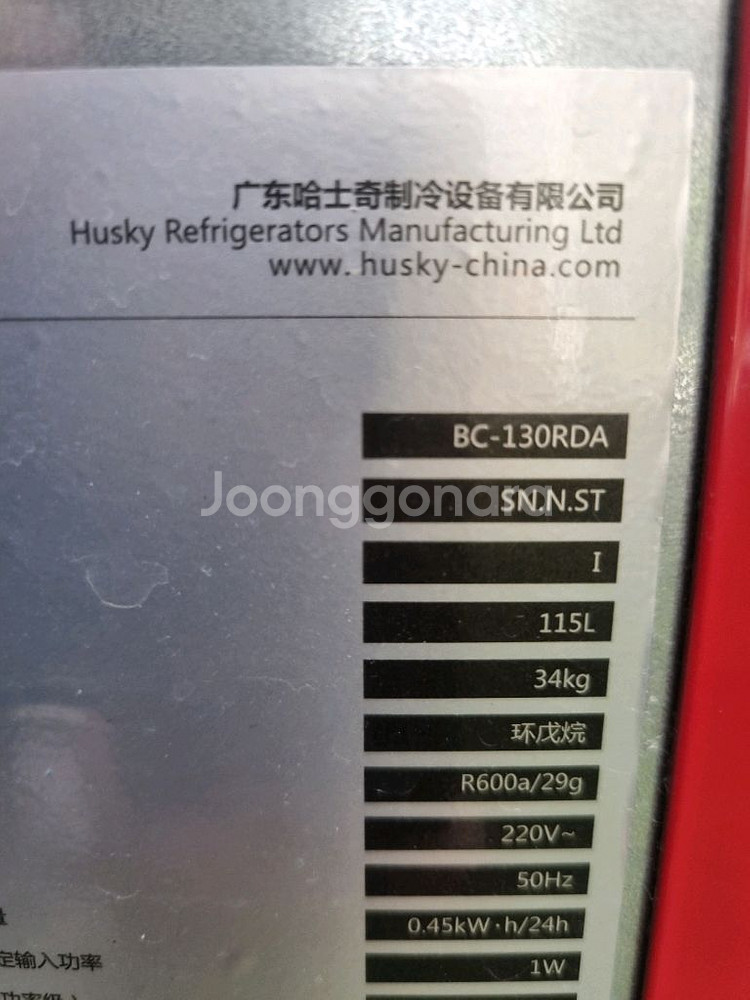 广东哈士奇制冷设备有限公司
Husky Refrigerators Manufacturing Ltd
www.husky-china.com
BC-130RDA
Joonggonara
SN.N.ST
I
115L
34kg
环戊烷
R600a/29g
220V~
50Hz
0.45kW·h/24h
定输入功率
1W